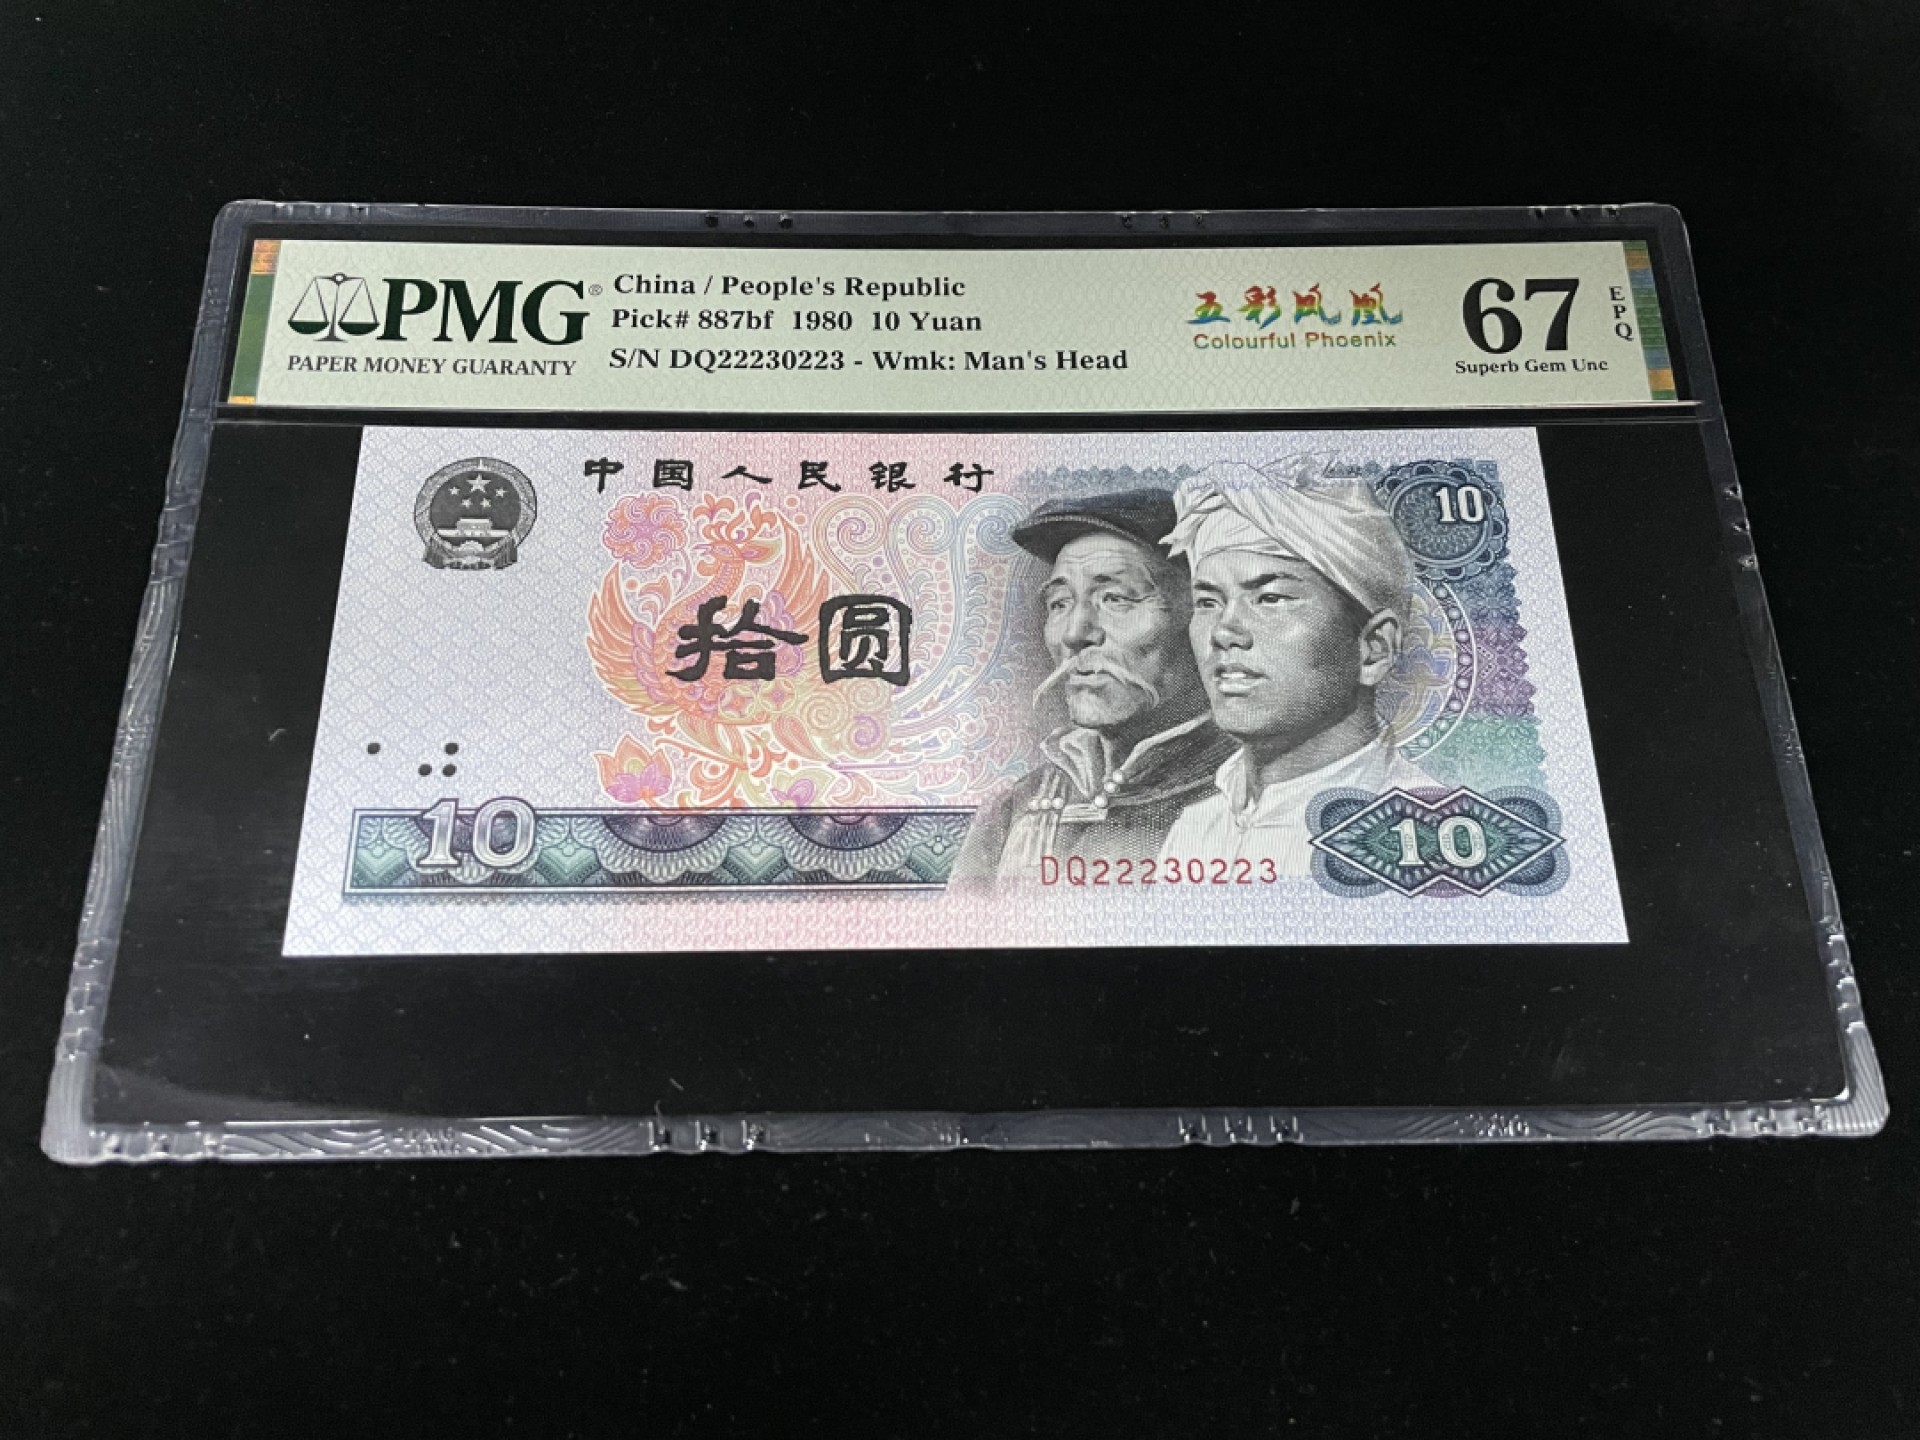 PMG®
PAPER MONEY GUARANTY
China / People's Republic
Pick# 887bf 1980 10 Yuan
S/N DQ22230223 - Wmk: Man's Head
五彩凤凰
Colourful Phoenix
67
EPQ
Superb Gem Unc
中国人民银行
10
拾圆
10
10
DQ22230223